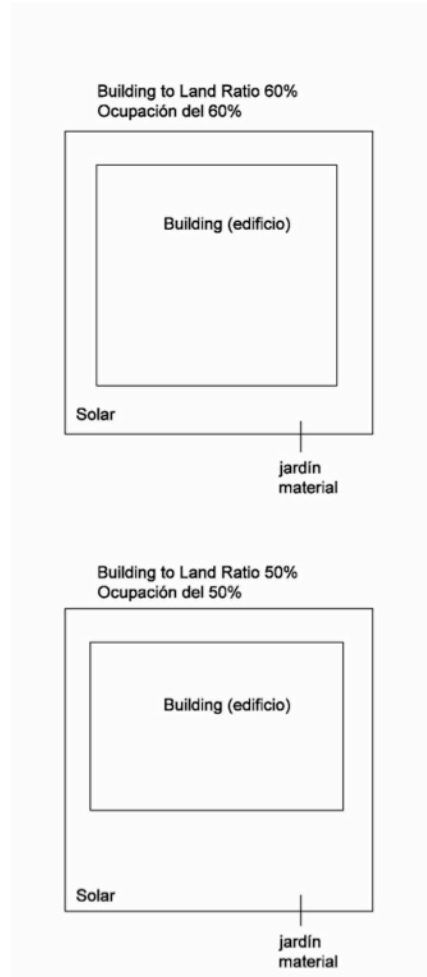 Building to Land Ratio 60%
Ocupación del 60%
Building (edificio)
Solar
jardín
material
Building to Land Ratio 50%
Ocupación del 50%
Building (edificio)
Solar
jardín
material